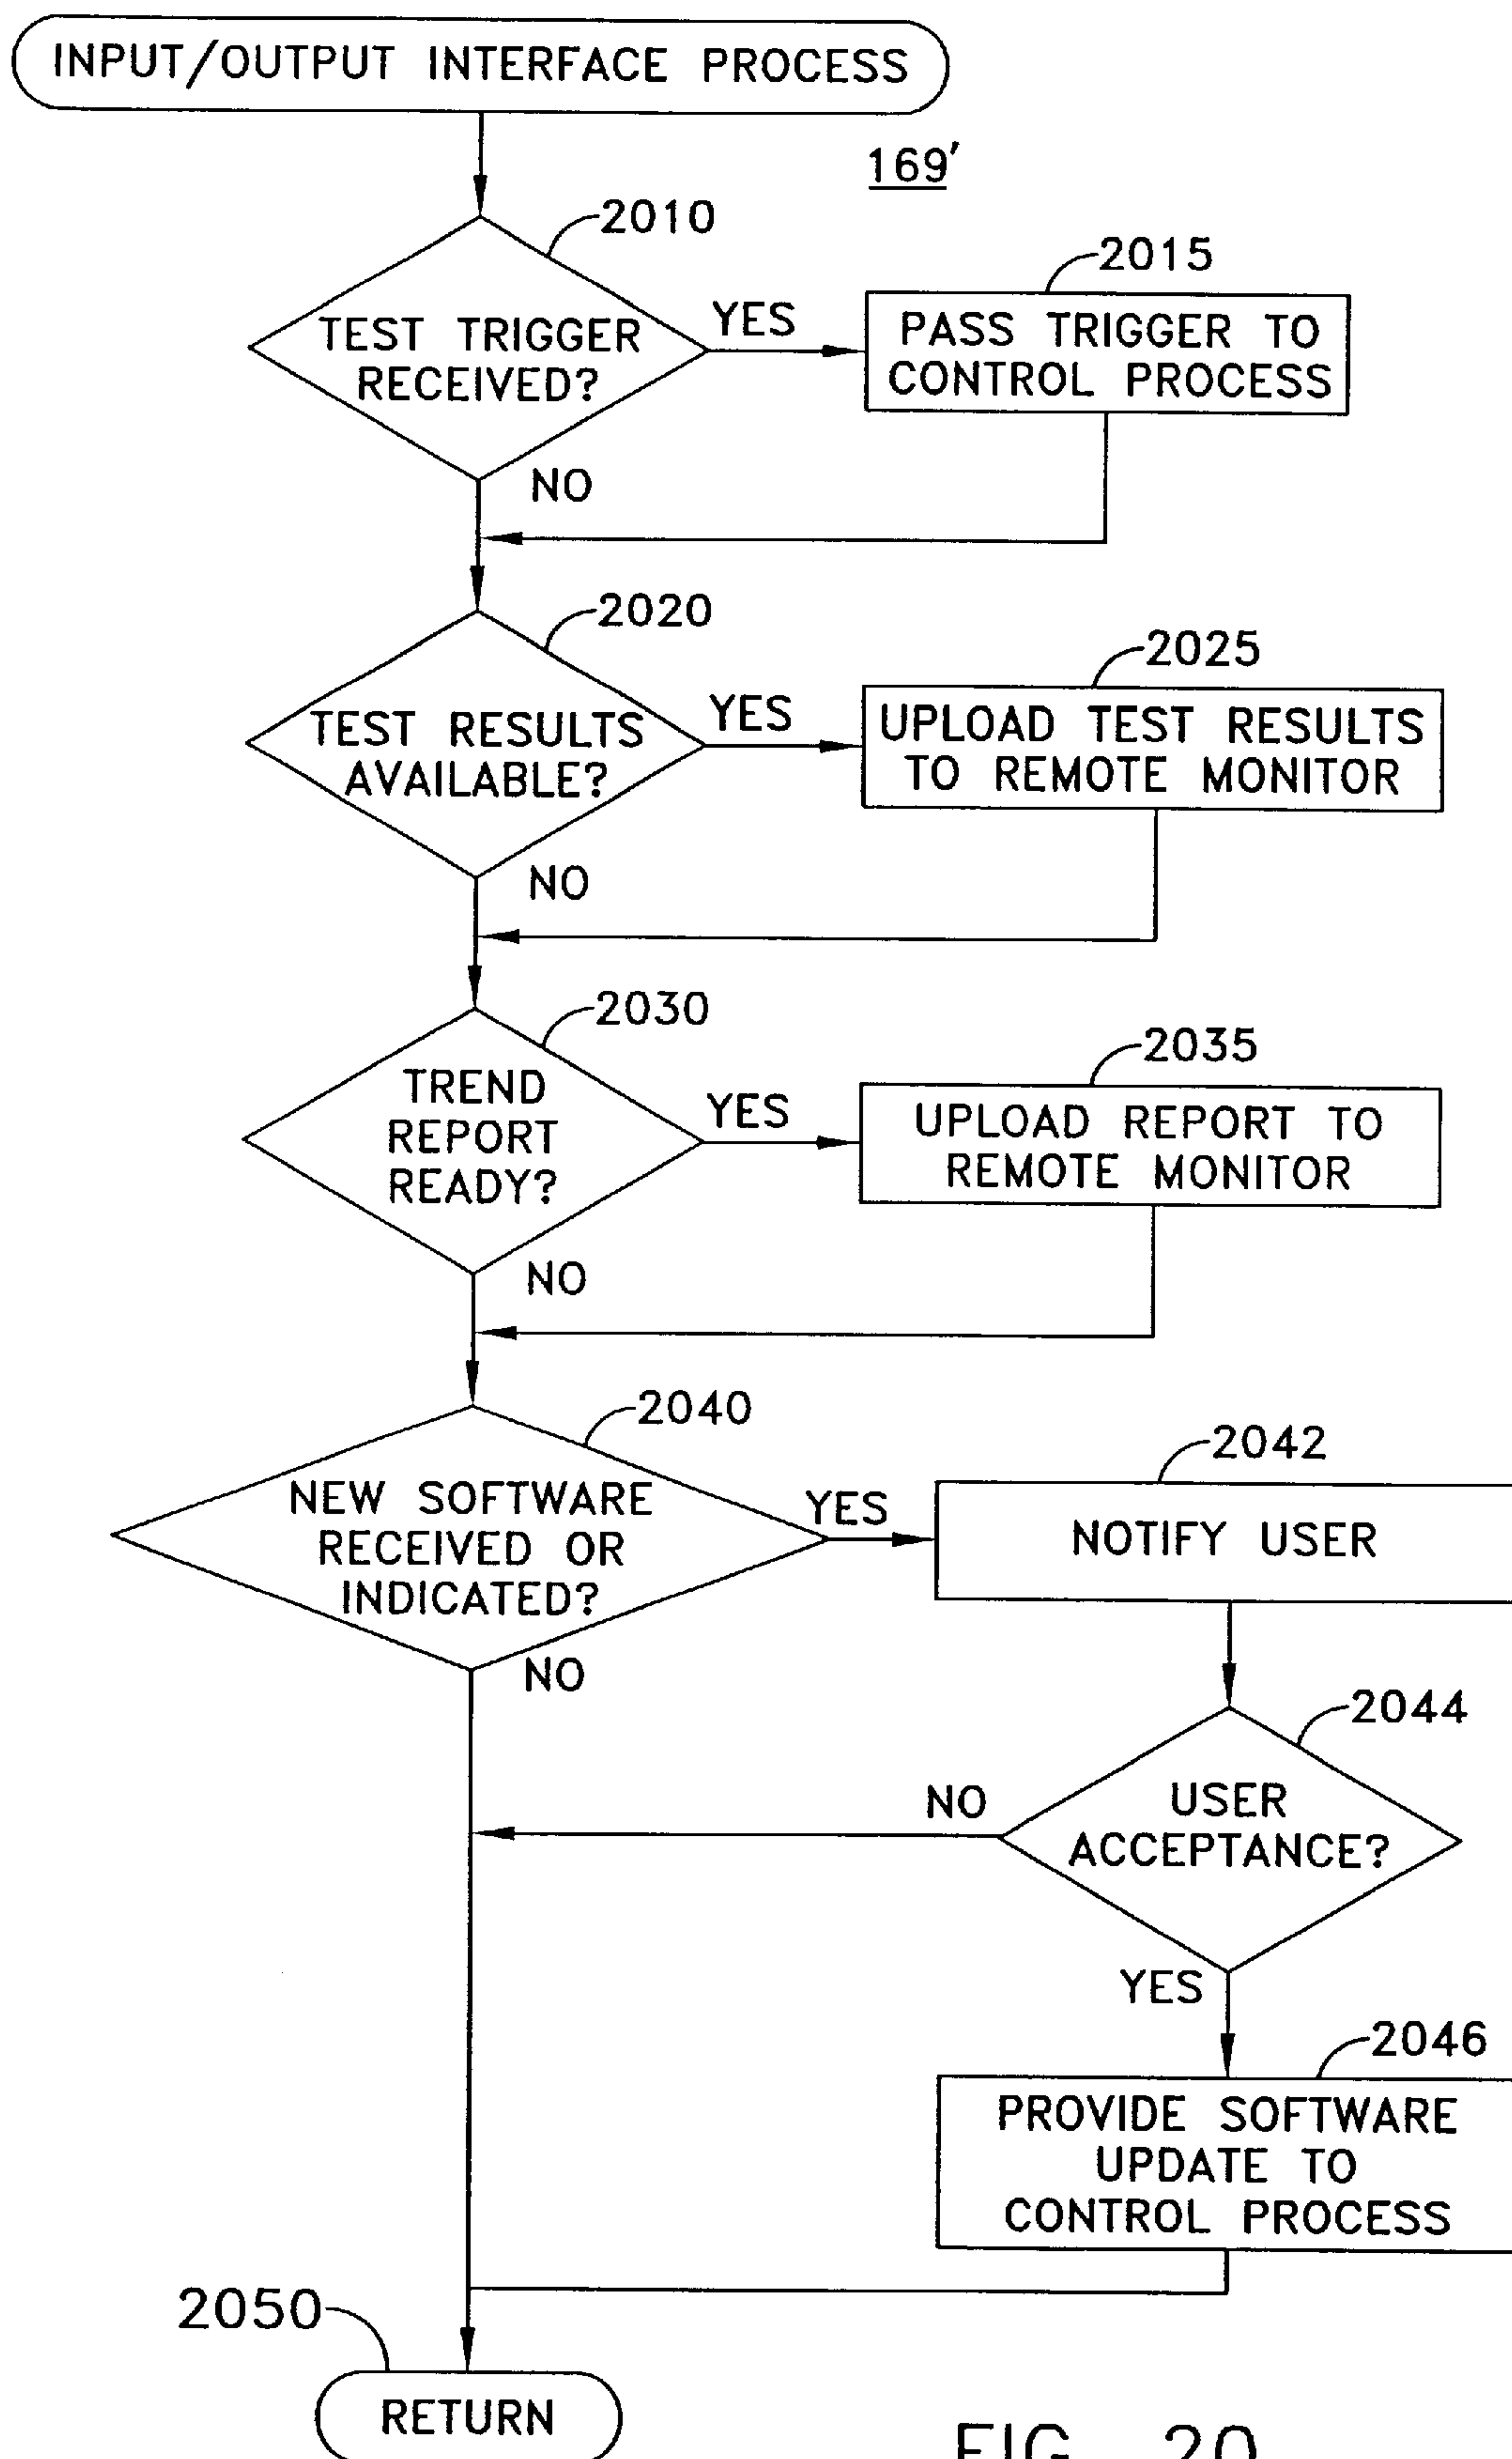 INPUT/OUTPUT INTERFACE PROCESS
169'
2010
TEST TRIGGER
RECEIVED?
YES
2015
PASS TRIGGER TO
CONTROL PROCESS
NO
2020
TEST RESULTS
AVAILABLE?
YES
2025
UPLOAD TEST RESULTS
TO REMOTE MONITOR
NO
2030
TREND
REPORT
READY?
YES
2035
UPLOAD REPORT TO
REMOTE MONITOR
NO
2040
NEW SOFTWARE
RECEIVED OR
INDICATED?
YES
2042
NOTIFY USER
NO
2044
USER
ACCEPTANCE?
NO
YES
2046
PROVIDE SOFTWARE
UPDATE TO
CONTROL PROCESS
2050
RETURN
FIG. 20